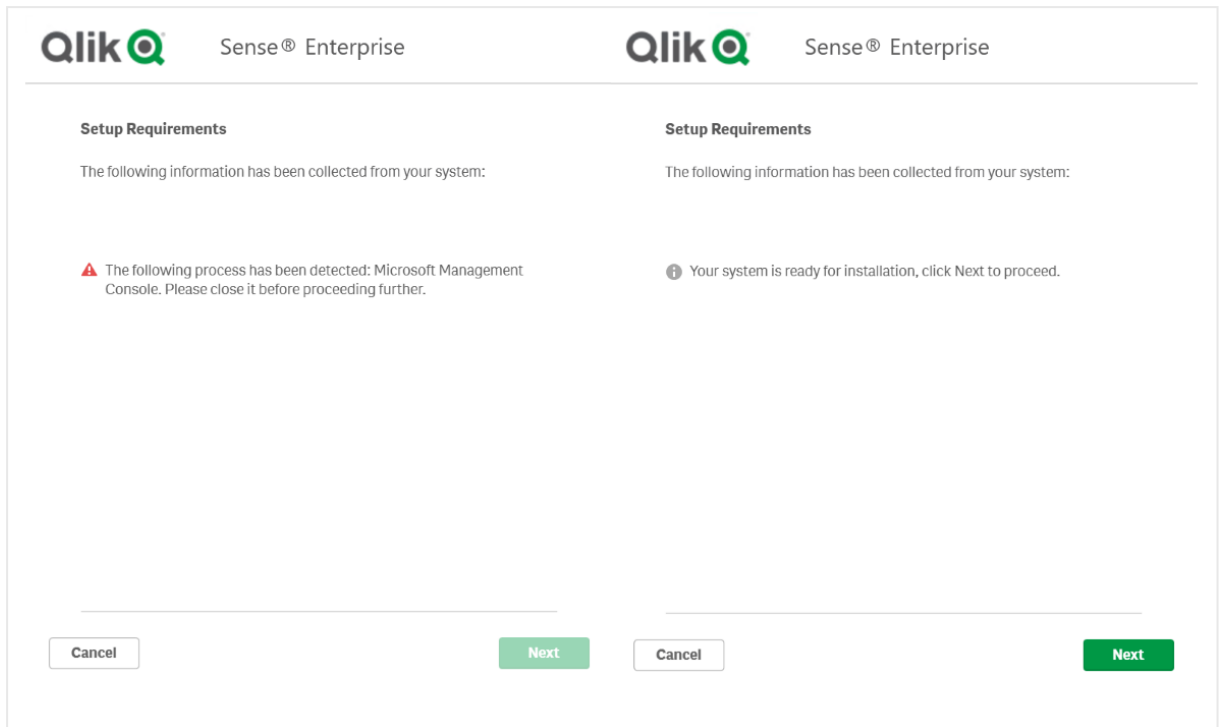 Qlik Sense® Enterprise
Setup Requirements
The following information has been collected from your system:
The following process has been detected: Microsoft Management
Console. Please close it before proceeding further.
Cancel Next
Qlik Sense® Enterprise
Setup Requirements
The following information has been collected from your system:
Your system is ready for installation, click Next to proceed.
Cancel Next